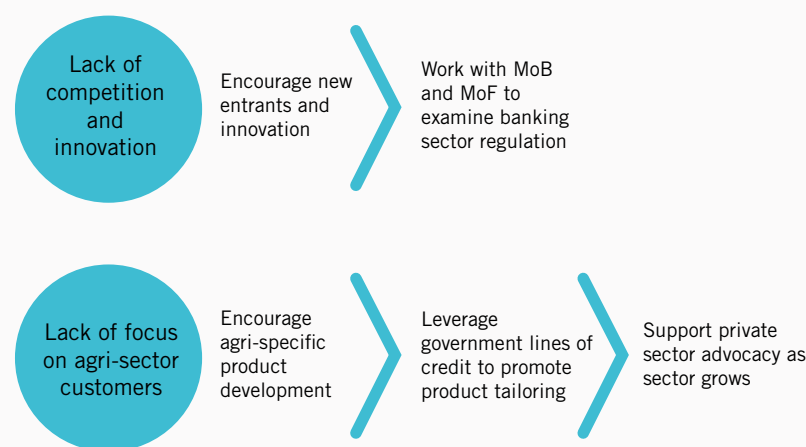 Lack of
competition
and
innovation
Encourage new
entrants and
innovation
Work with MoB
and MoF to
examine banking
sector regulation
Lack of focus
on agri-sector
customers
Encourage
agri-specific
product
development
Leverage
government lines of
credit to promote
product tailoring
Support private
sector advocacy as
sector grows